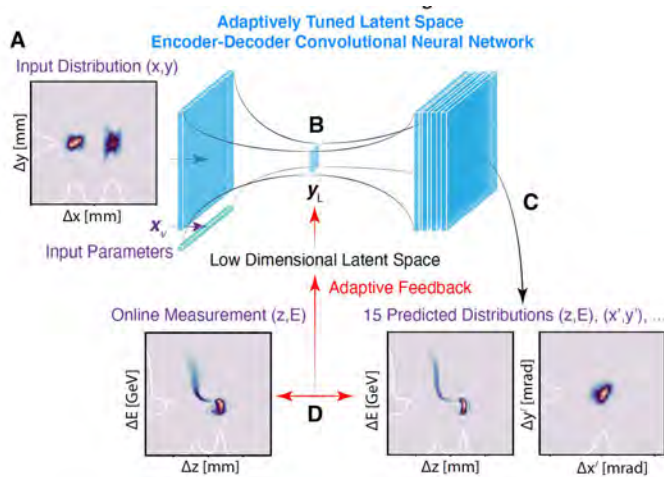 Adaptively Tuned Latent Space
Encoder-Decoder Convolutional Neural Network
A
Input Distribution (x,y)
Δy [mm]
Δx [mm]
B
y_L
C
x_v
Input Parameters
Low Dimensional Latent Space
Adaptive Feedback
Online Measurement (z,E)
15 Predicted Distributions (z,E), (x',y'), ...
ΔE [GeV]
Δz [mm]
D
ΔE [GeV]
Δz [mm]
Δy' [mrad]
Δx' [mrad]